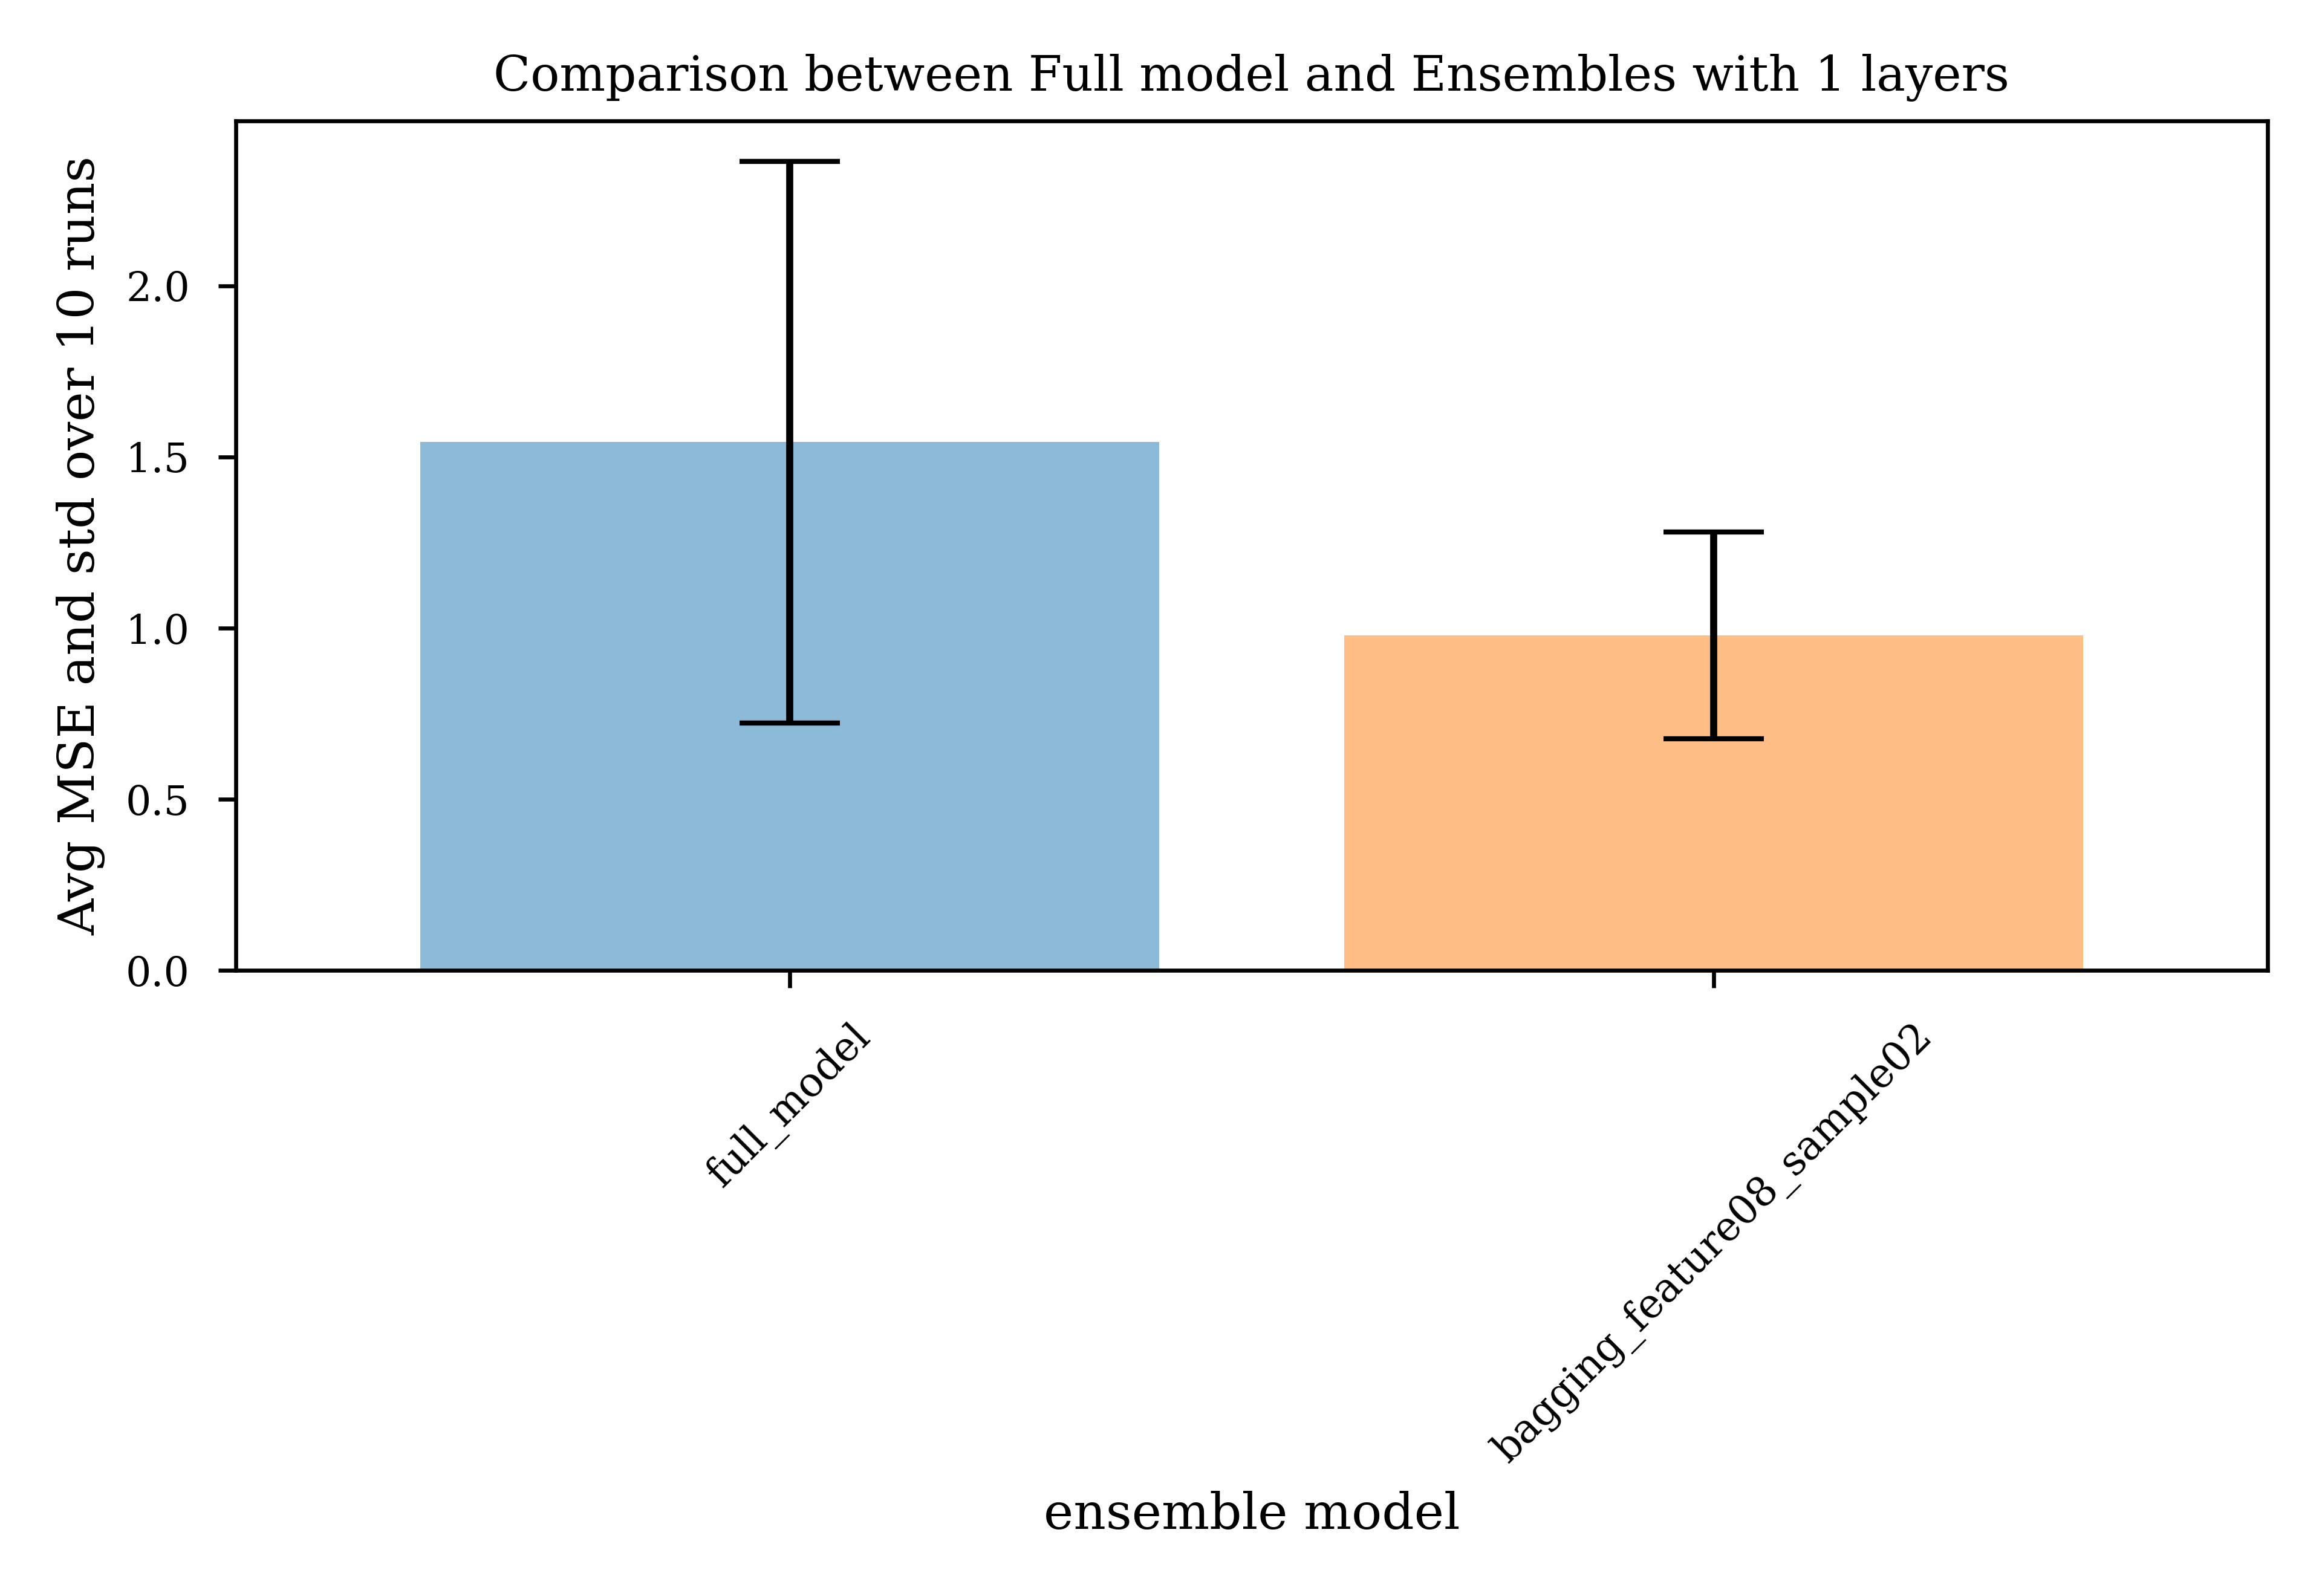 Comparison between Full model and Ensembles with 1 layers
Avg MSE and std over 10 runs
2.0
1.5
1.0
0.5
0.0
full_model
bagging_feature08_sample02
ensemble model